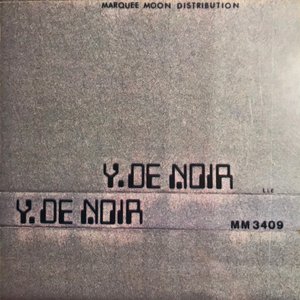 MARQUEE MOON DISTRIBUTION
Y. DE NOIR
Y. DE NOIR
MM 3409